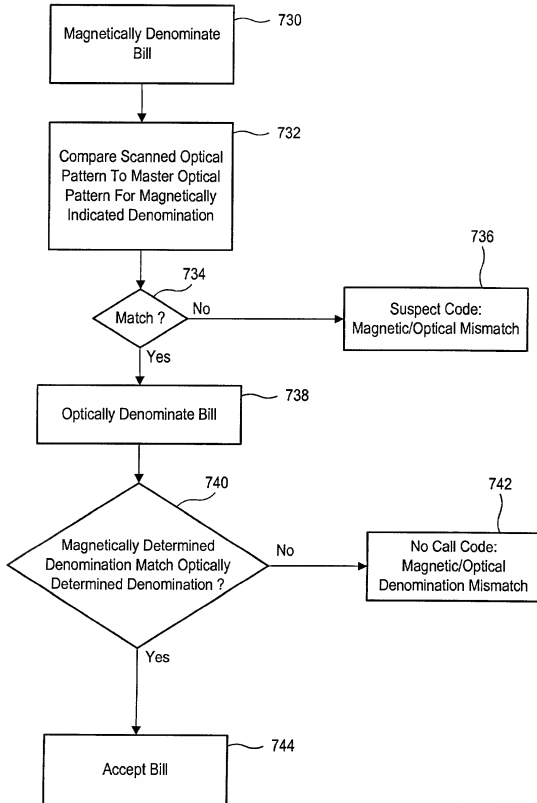 Magnetically Denominate
Bill
730
Compare Scanned Optical
Pattern To Master Optical
Pattern For Magnetically
Indicated Denomination
732
734
Match ?
No
Yes
736
Suspect Code:
Magnetic/Optical Mismatch
Optically Denominate Bill
738
740
Magnetically Determined
Denomination Match Optically
Determined Denomination ?
No
Yes
742
No Call Code:
Magnetic/Optical
Denomination Mismatch
Accept Bill
744